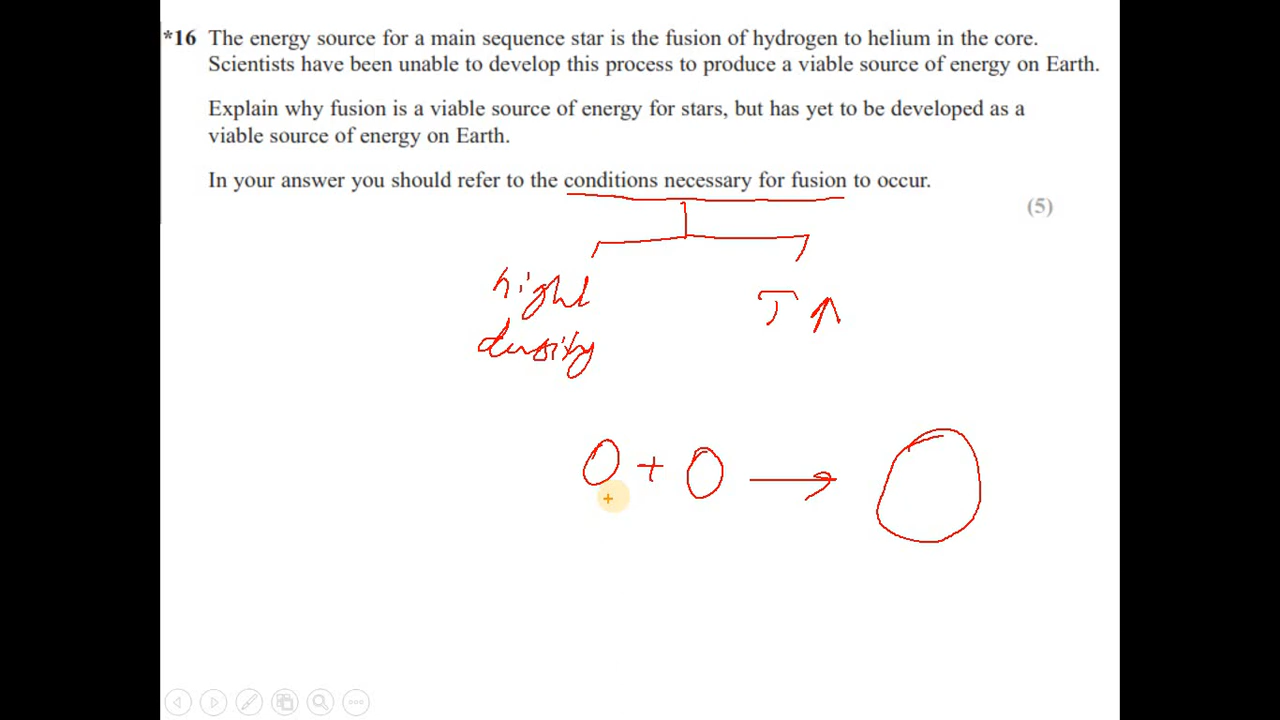 *16 The energy source for a main sequence star is the fusion of hydrogen to helium in the core.
Scientists have been unable to develop this process to produce a viable source of energy on Earth.
Explain why fusion is a viable source of energy for stars, but has yet to be developed as a
viable source of energy on Earth.
In your answer you should refer to the conditions necessary for fusion to occur.
(5)
high T ↑
density
O + O → O
+